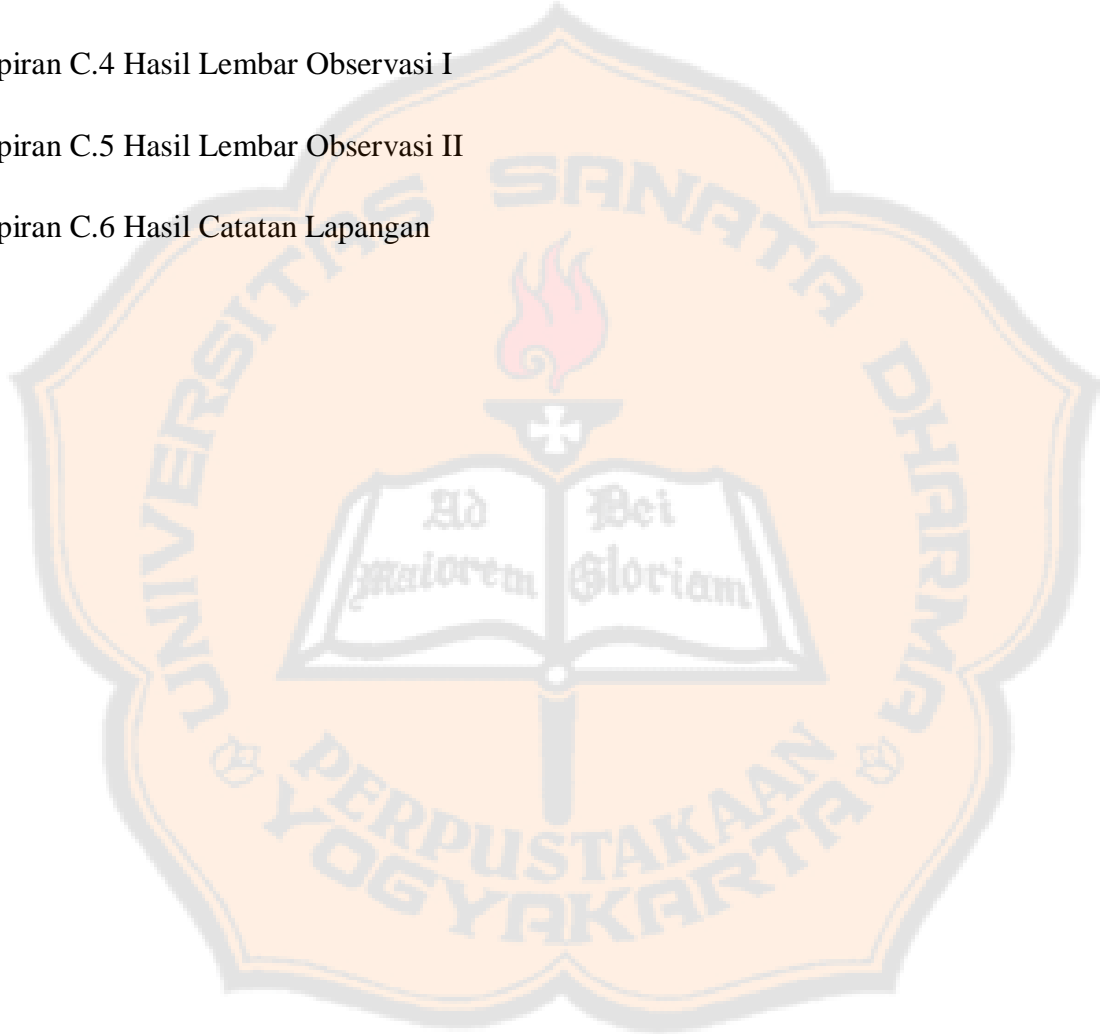 piran C.4 Hasil Lembar Observasi I
piran C.5 Hasil Lembar Observasi II
piran C.6 Hasil Catatan Lapangan
UNIVERSITAS SANATA DHARMA
Ad
Maiorem
Dei
Gloriam
PERPUSTAKAAN
YOGYAKARTA